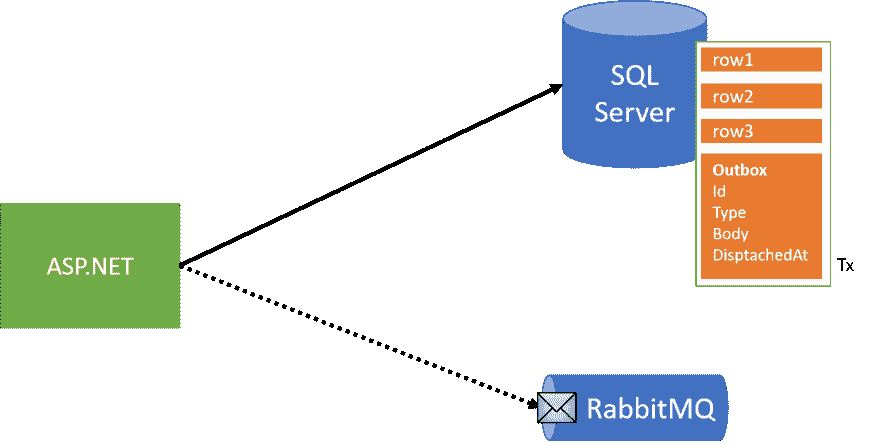 SQL
Server
row1
row2
row3
Outbox
Id
Type
Body
DisptachedAt
Tx
ASP.NET
RabbitMQ